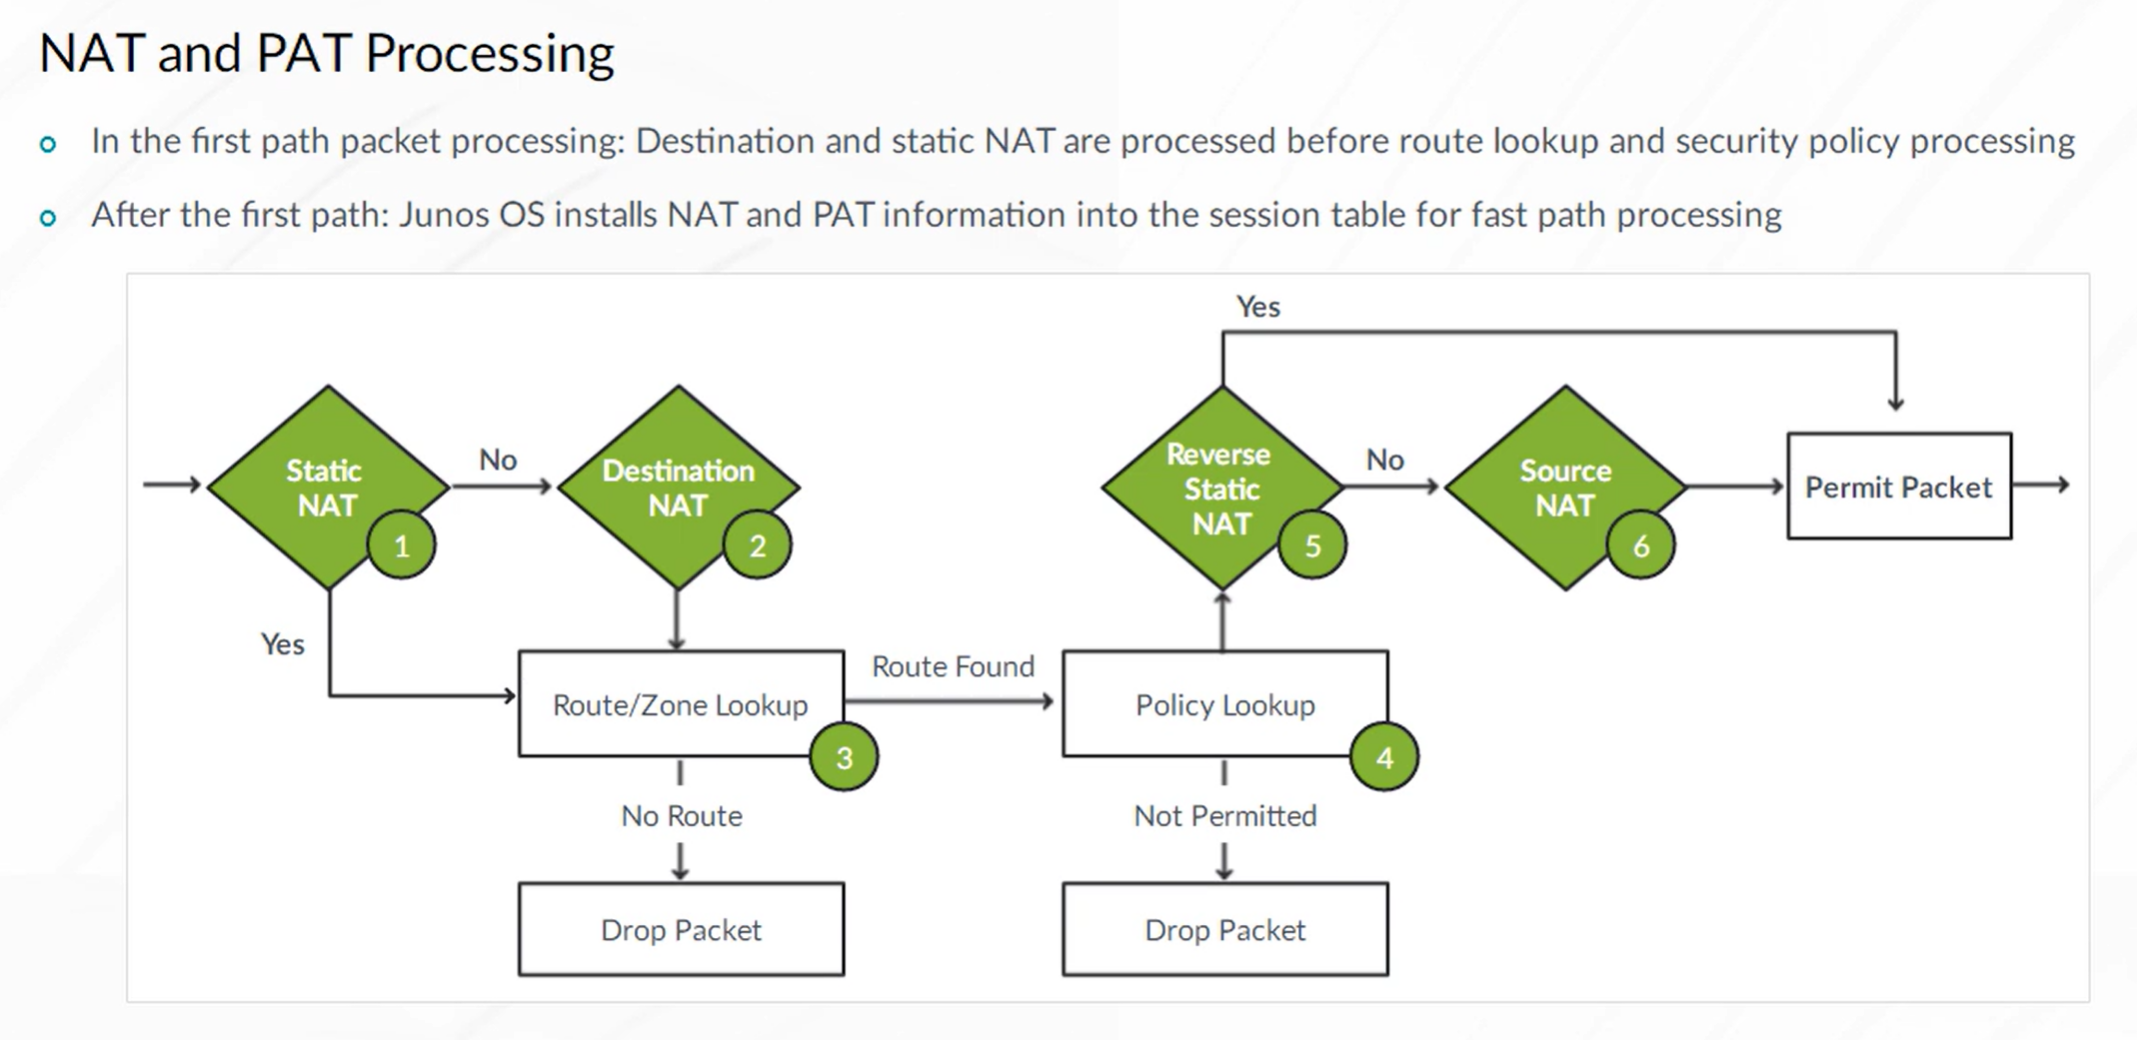 NAT and PAT Processing
In the first path packet processing: Destination and static NAT are processed before route lookup and security policy processing
After the first path: Junos OS installs NAT and PAT information into the session table for fast path processing
Static
NAT
1
No
Destination
NAT
2
Yes
Route/Zone Lookup
3
No Route
Drop Packet
Route Found
Policy Lookup
4
Not Permitted
Drop Packet
Reverse
Static
NAT
5
Yes
No
Source
NAT
6
Permit Packet